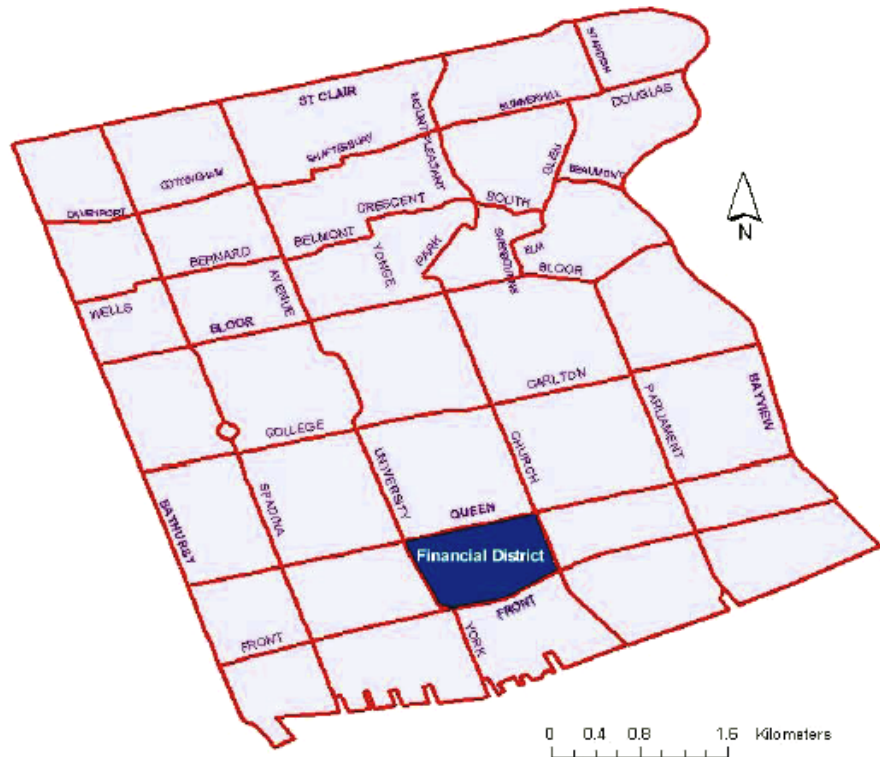 STANDISH
ST CLAIR
SUMMERHILL
DOUGLAS
MOUNT PLEASANT
SHAFTESBURY
GLEN
BEAUMONT
COTTINGHAM
CRESCENT
SOUTH
DAVENPORT
BELMONT
PARK
SHERBOURNE
ELM
N
BERNARD
YONGE
BLOOR
AVENUE
WELLS
BLOOR
CARLTON
PARLIAMENT
BAYVIEW
COLLEGE
CHURCH
UNIVERSITY
SPADINA
BATHURST
QUEEN
Financial District
FRONT
FRONT
YORK
0 0.4 0.8 1.6 Kilometers